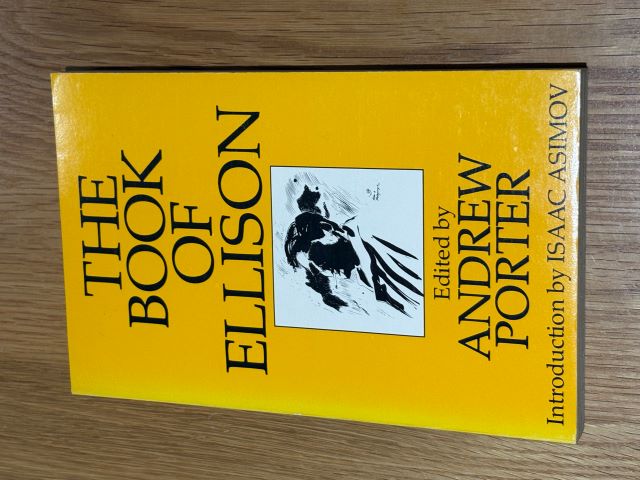 THE
BOOK
OF
ELLISON
Edited by
ANDREW
PORTER
Introduction by ISAAC ASIMOV